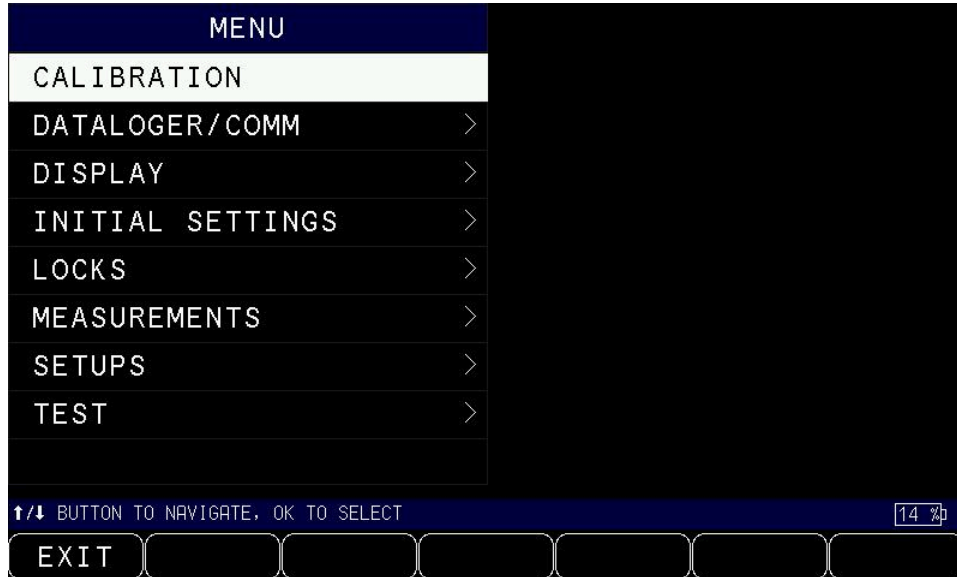 MENU
CALIBRATION
DATALOGER/COMM >
DISPLAY >
INITIAL SETTINGS >
LOCKS >
MEASUREMENTS >
SETUPS >
TEST >
↑/↓ BUTTON TO NAVIGATE, OK TO SELECT 14 %
EXIT